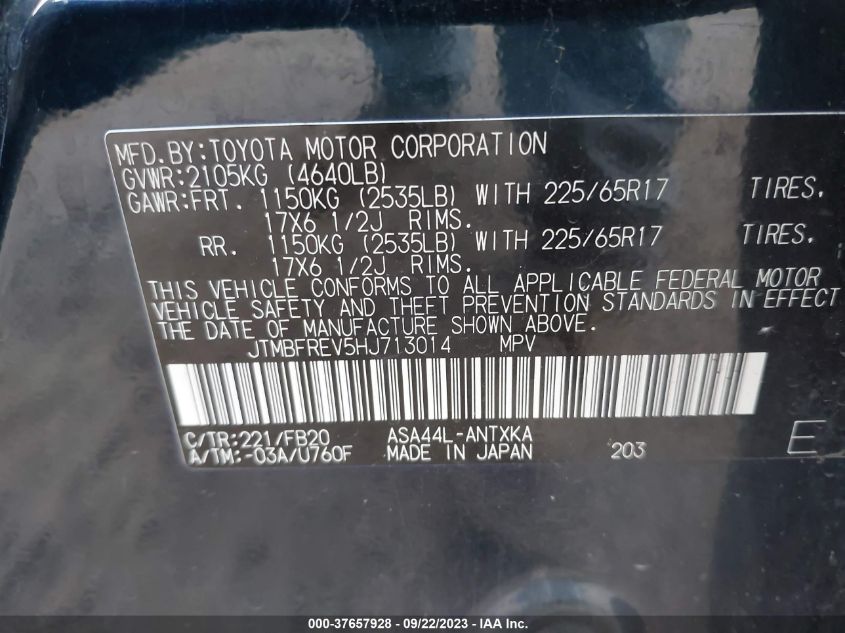 MFD.BY:TOYOTA MOTOR CORPORATION
GVWR:2105KG (4640LB)
GAWR:FRT. 1150KG (2535LB) WITH 225/65R17 TIRES.
17X6 1/2J RIMS.
RR. 1150KG (2535LB) WITH 225/65R17 TIRES.
17X6 1/2J RIMS.
THIS VEHICLE CONFORMS TO ALL APPLICABLE FEDERAL MOTOR
VEHICLE SAFETY AND THEFT PREVENTION STANDARDS IN EFFECT
THE DATE OF MANUFACTURE SHOWN ABOVE.
JTMBFREV5HJ713014 MPV
C/TR:221/FB20 ASA44L-ANTXKA
A/TM:-03A/U760F MADE IN JAPAN 203 E
000-37657928 - 09/22/2023 - IAA Inc.